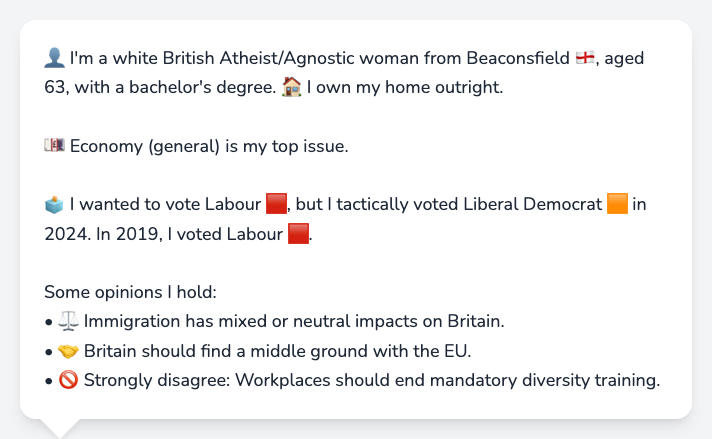 👤 I'm a white British Atheist/Agnostic woman from Beaconsfield 🏴󠁧󠁢󠁥󠁮󠁧󠁿, aged
63, with a bachelor's degree. 🏠 I own my home outright.
💷 Economy (general) is my top issue.
🗳️ I wanted to vote Labour 🟥, but I tactically voted Liberal Democrat 🟧 in
2024. In 2019, I voted Labour 🟥.
Some opinions I hold:
• ⚖️ Immigration has mixed or neutral impacts on Britain.
• 🤝 Britain should find a middle ground with the EU.
• 🚫 Strongly disagree: Workplaces should end mandatory diversity training.